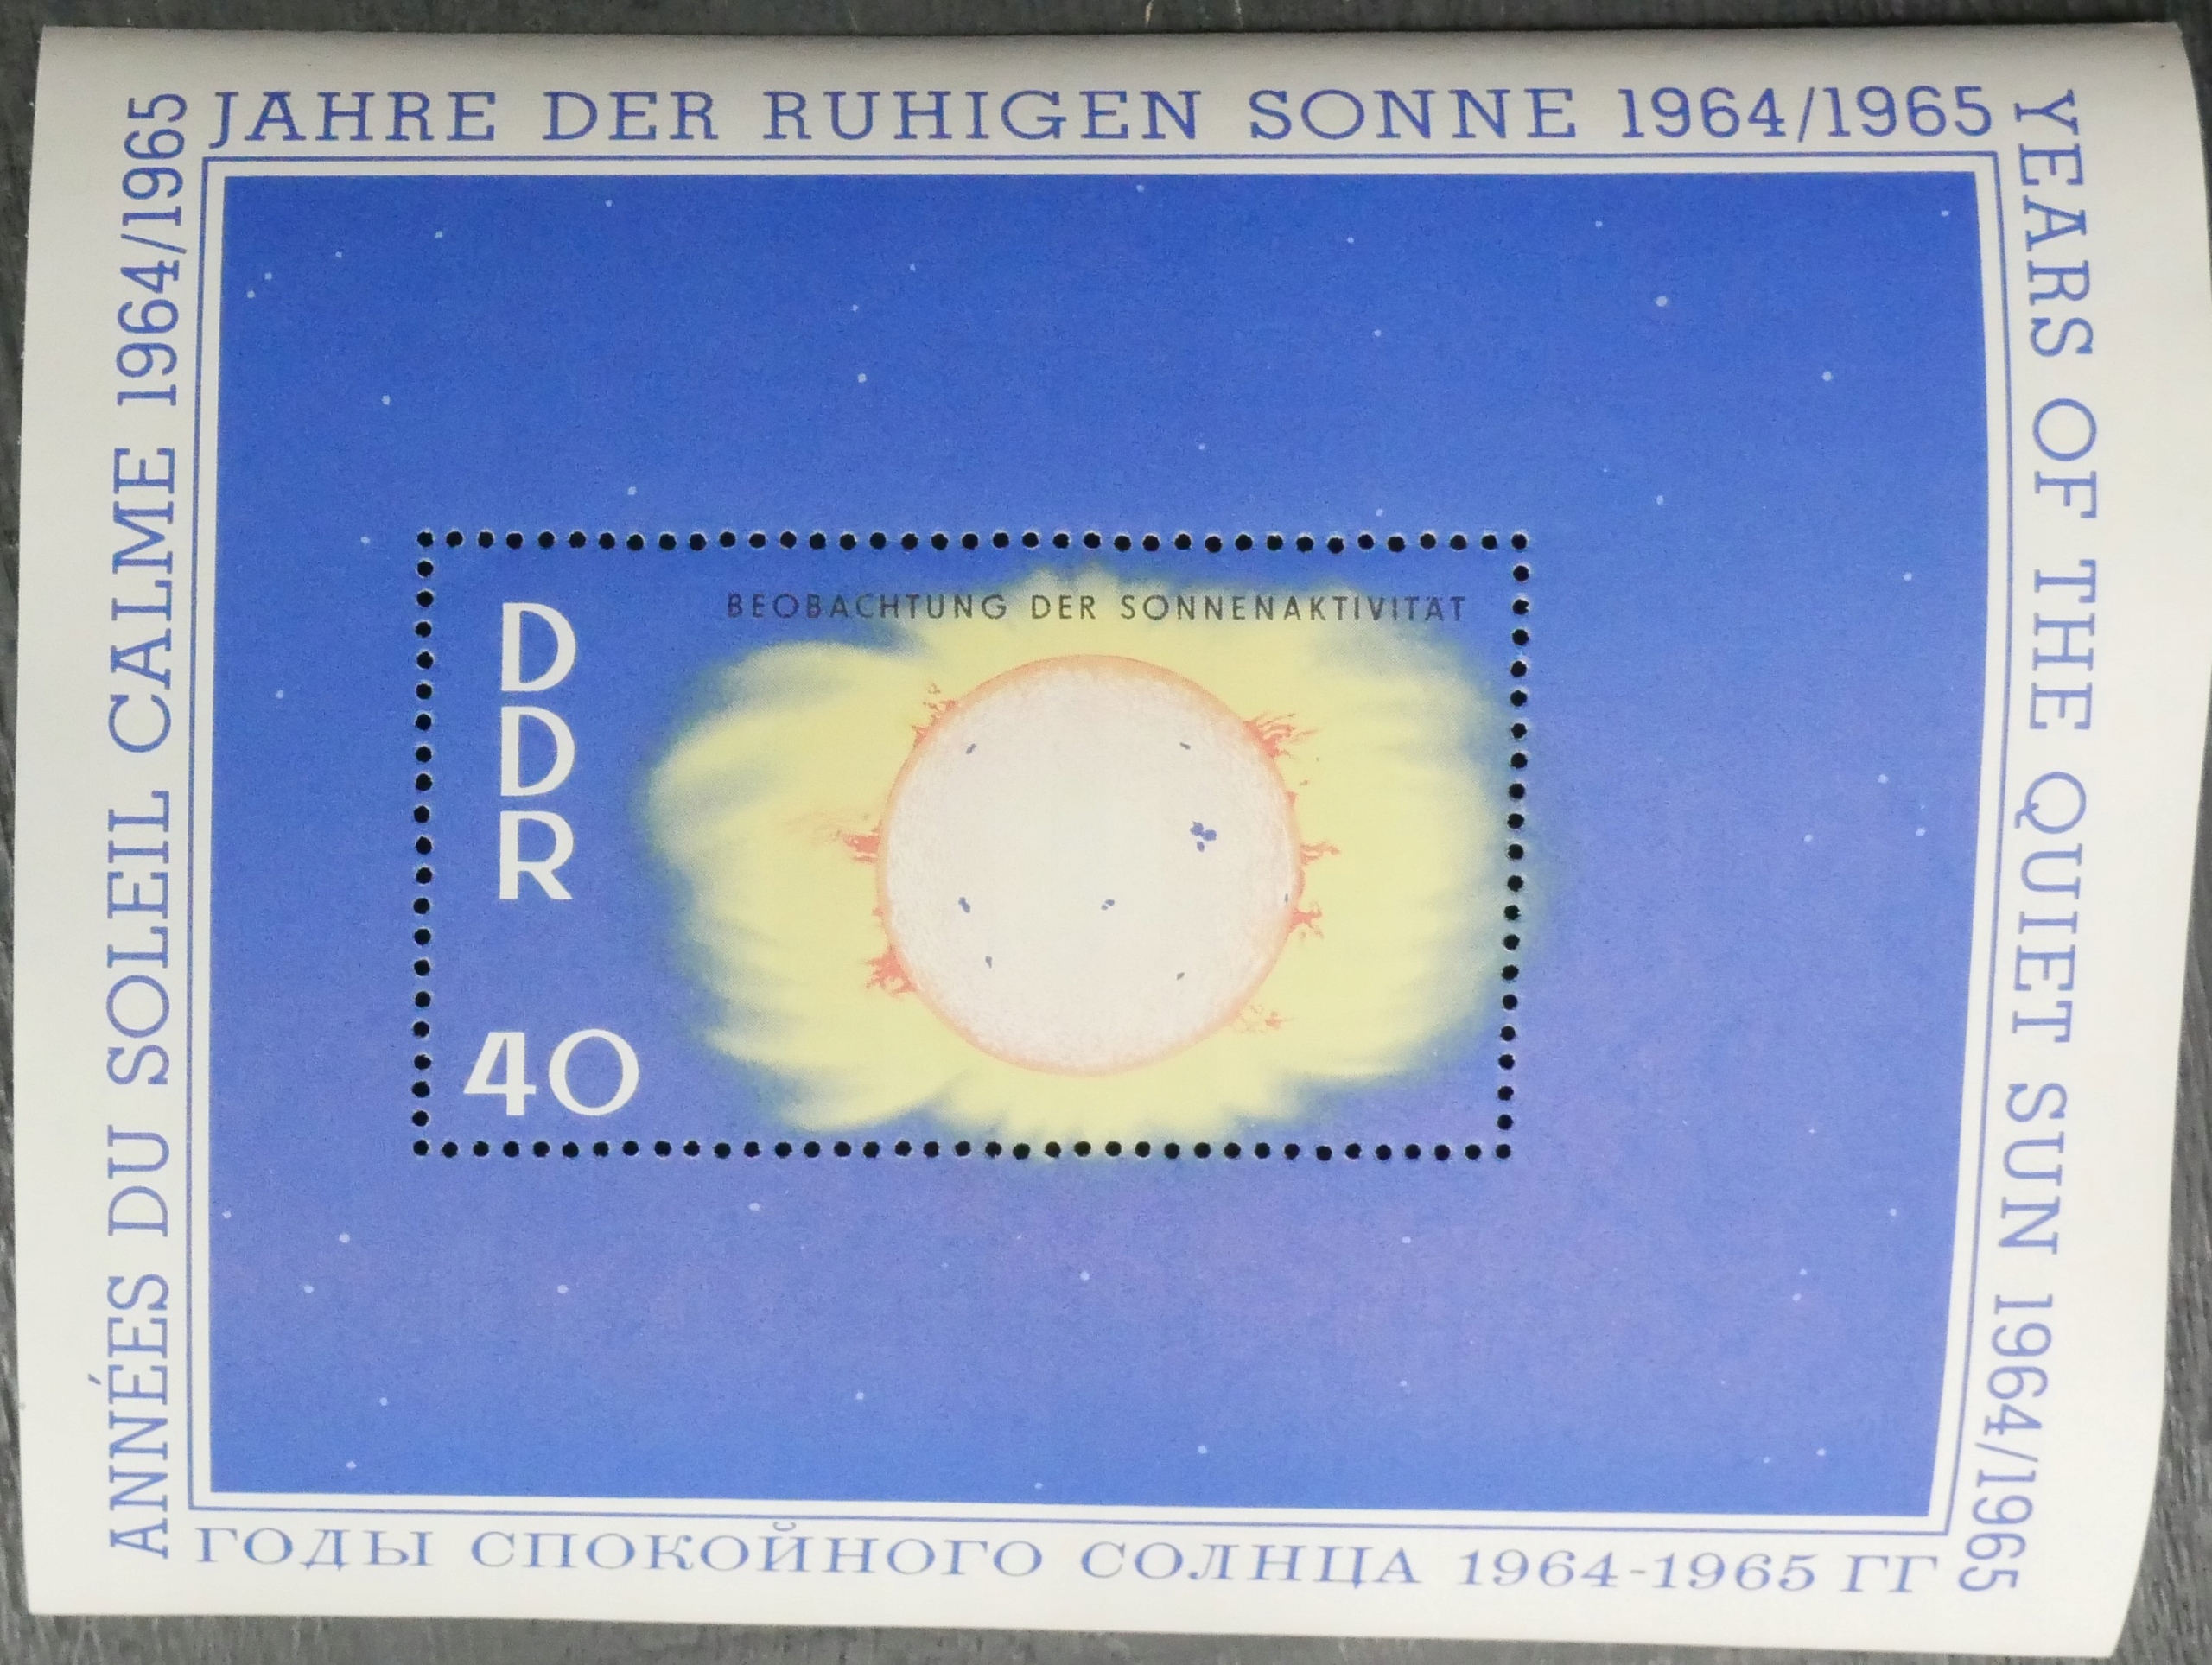 JAHRE DER RUHIGEN SONNE 1964/1965
YEARS OF THE QUIET SUN 1964/1965
ANNÉES DU SOLEIL CALME 1964/1965
BEOBACHTUNG DER SONNENAKTIVITÄT
D
D
R
40
ГОДЫ СПОКОЙНОГО СОЛНЦА 1964-1965 ГГ